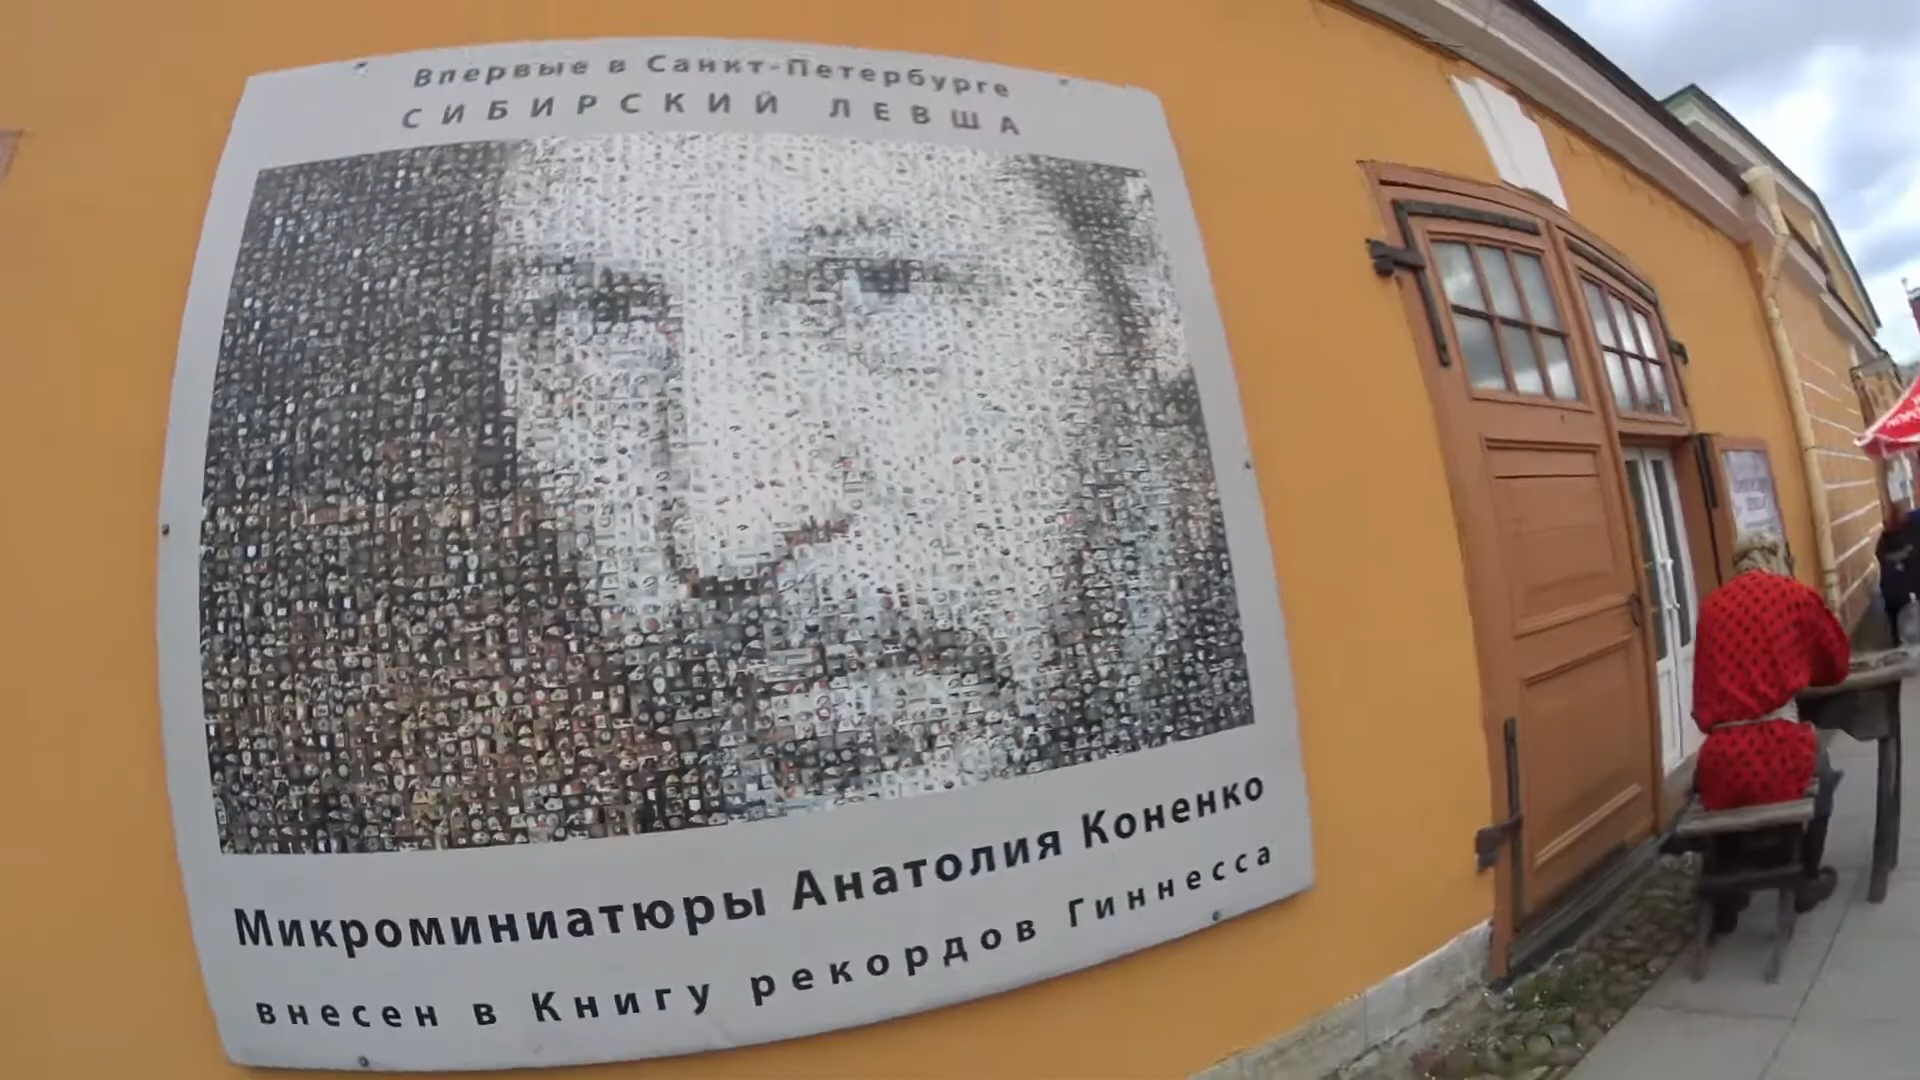 Впервые в Санкт-Петербурге
СИБИРСКИЙ ЛЕВША
Микроминиатюры Анатолия Коненко
внесен в Книгу рекордов Гиннесса